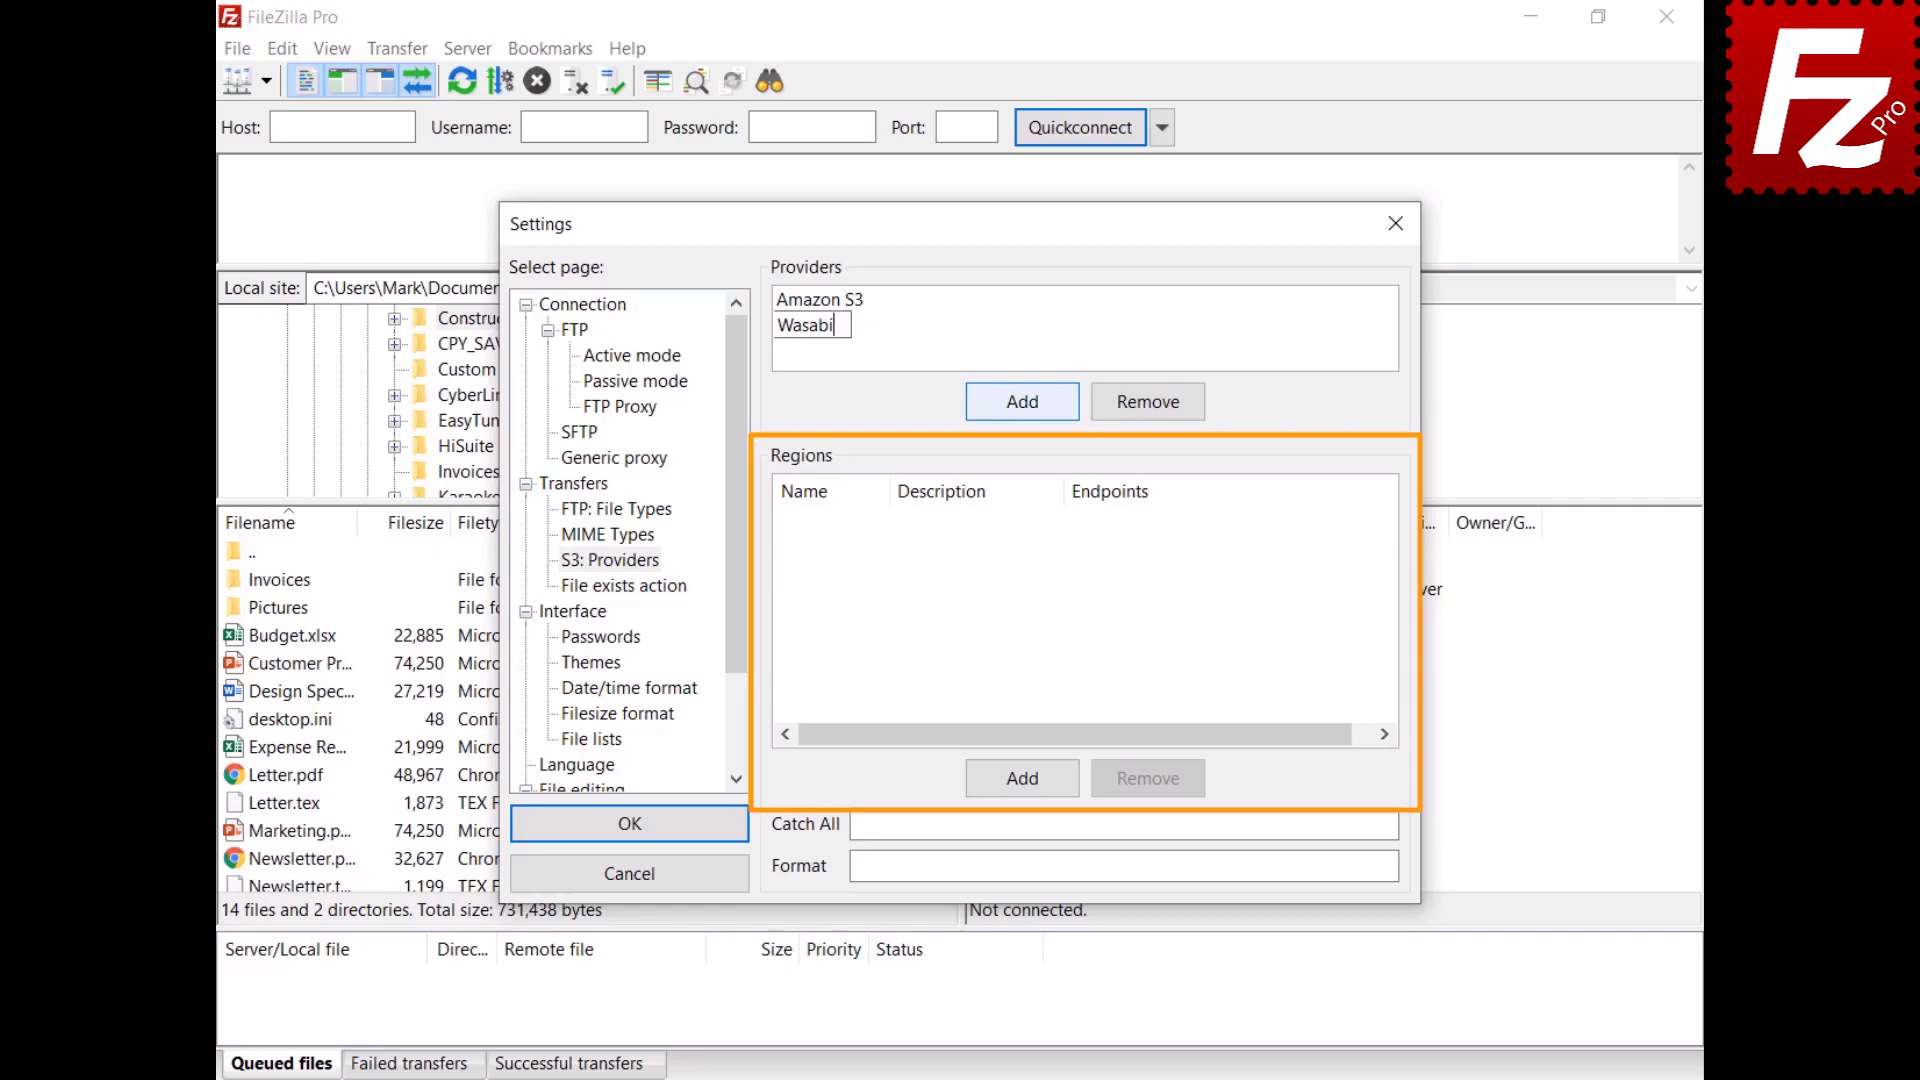 FileZilla Pro
File Edit View Transfer Server Bookmarks Help
Host: Username: Password: Port: Quickconnect
Settings
Select page:
Connection
FTP
Active mode
Passive mode
FTP Proxy
SFTP
Generic proxy
Transfers
FTP: File Types
MIME Types
S3: Providers
File exists action
Interface
Passwords
Themes
Date/time format
Filesize format
File lists
Language
File editing
OK
Cancel
Providers
Amazon S3
Wasabi
Add Remove
Regions
Name Description Endpoints
Add Remove
Catch All
Format
Local site: C:\Users\Mark\Documen
Constru
CPY_SAV
Custom
CyberLin
EasyTun
HiSuite
Invoices
Karaoke
Filename Filesize Filety
..
Invoices File fo
Pictures File fo
Budget.xlsx 22,885 Micro
Customer Pr... 74,250 Micro
Design Spec... 27,219 Micro
desktop.ini 48 Confi
Expense Re... 21,999 Micro
Letter.pdf 48,967 Chro
Letter.tex 1,873 TEX F
Marketing.p... 74,250 Micro
Newsletter.p... 32,627 Chro
Newsletter.t... 1,199 TEX F
14 files and 2 directories. Total size: 731,438 bytes
Owner/G...
ver
Not connected.
Server/Local file Direc... Remote file Size Priority Status
Queued files Failed transfers Successful transfers
Fz Pro